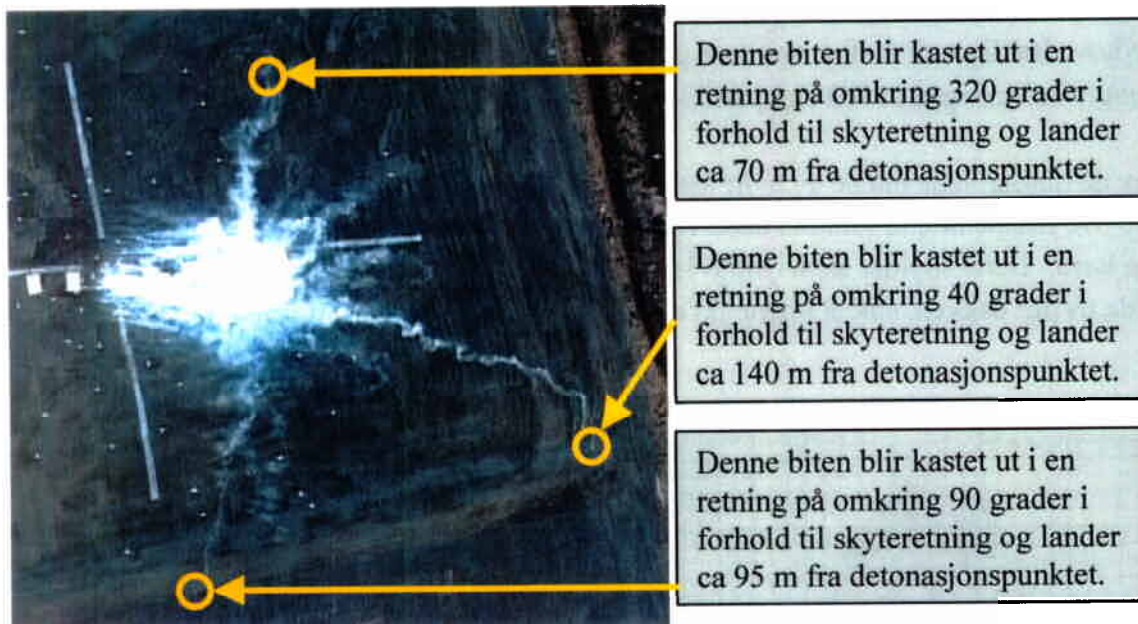 Denne biten blir kastet ut i en
retning på omkring 320 grader i
forhold til skyteretning og lander
ca 70 m fra detonasjonspunktet.
Denne biten blir kastet ut i en
retning på omkring 40 grader i
forhold til skyteretning og lander
ca 140 m fra detonasjonspunktet.
Denne biten blir kastet ut i en
retning på omkring 90 grader i
forhold til skyteretning og lander
ca 95 m fra detonasjonspunktet.